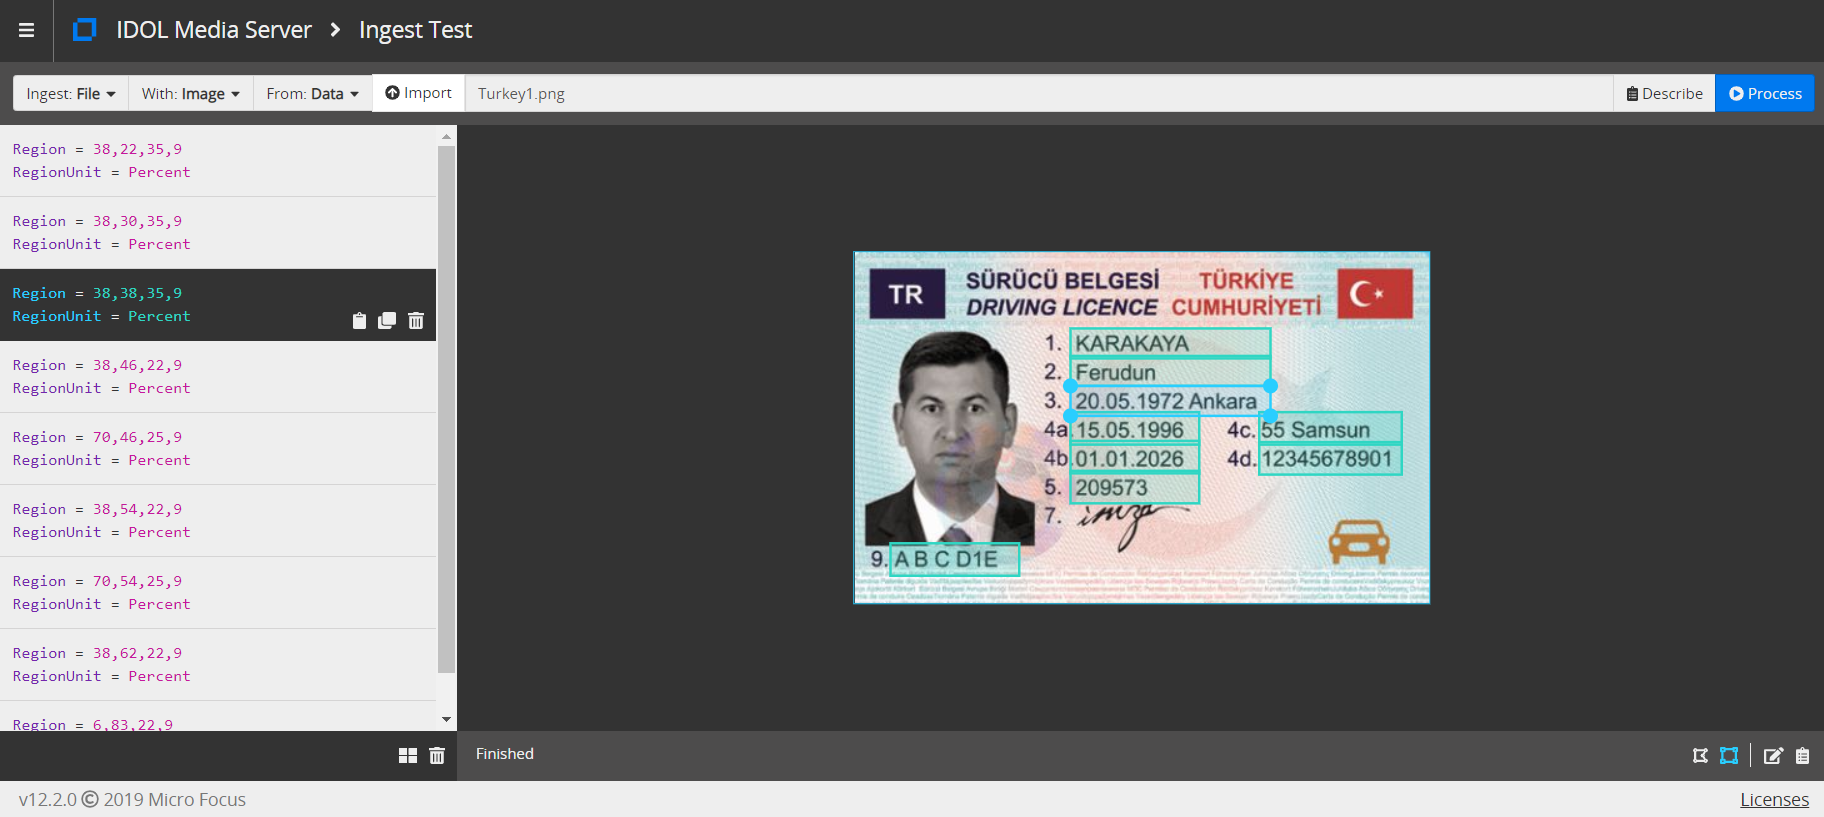 IDOL Media Server > Ingest Test
Ingest: File With: Image From: Data Import Turkey1.png Describe Process
Region = 38,22,35,9
RegionUnit = Percent
Region = 38,30,35,9
RegionUnit = Percent
Region = 38,38,35,9
RegionUnit = Percent
Region = 38,46,22,9
RegionUnit = Percent
Region = 70,46,25,9
RegionUnit = Percent
Region = 38,54,22,9
RegionUnit = Percent
Region = 70,54,25,9
RegionUnit = Percent
Region = 38,62,22,9
RegionUnit = Percent
Region = 6,83,22,9
TR
SÜRÜCÜ BELGESİ TÜRKİYE
DRIVING LICENCE CUMHURİYETİ
1. KARAKAYA
2. Ferudun
3. 20.05.1972 Ankara
4a. 15.05.1996 4c. 55 Samsun
4b. 01.01.2026 4d. 12345678901
5. 209573
7. imza
9. A B C D1E
Finished
v12.2.0 © 2019 Micro Focus Licenses